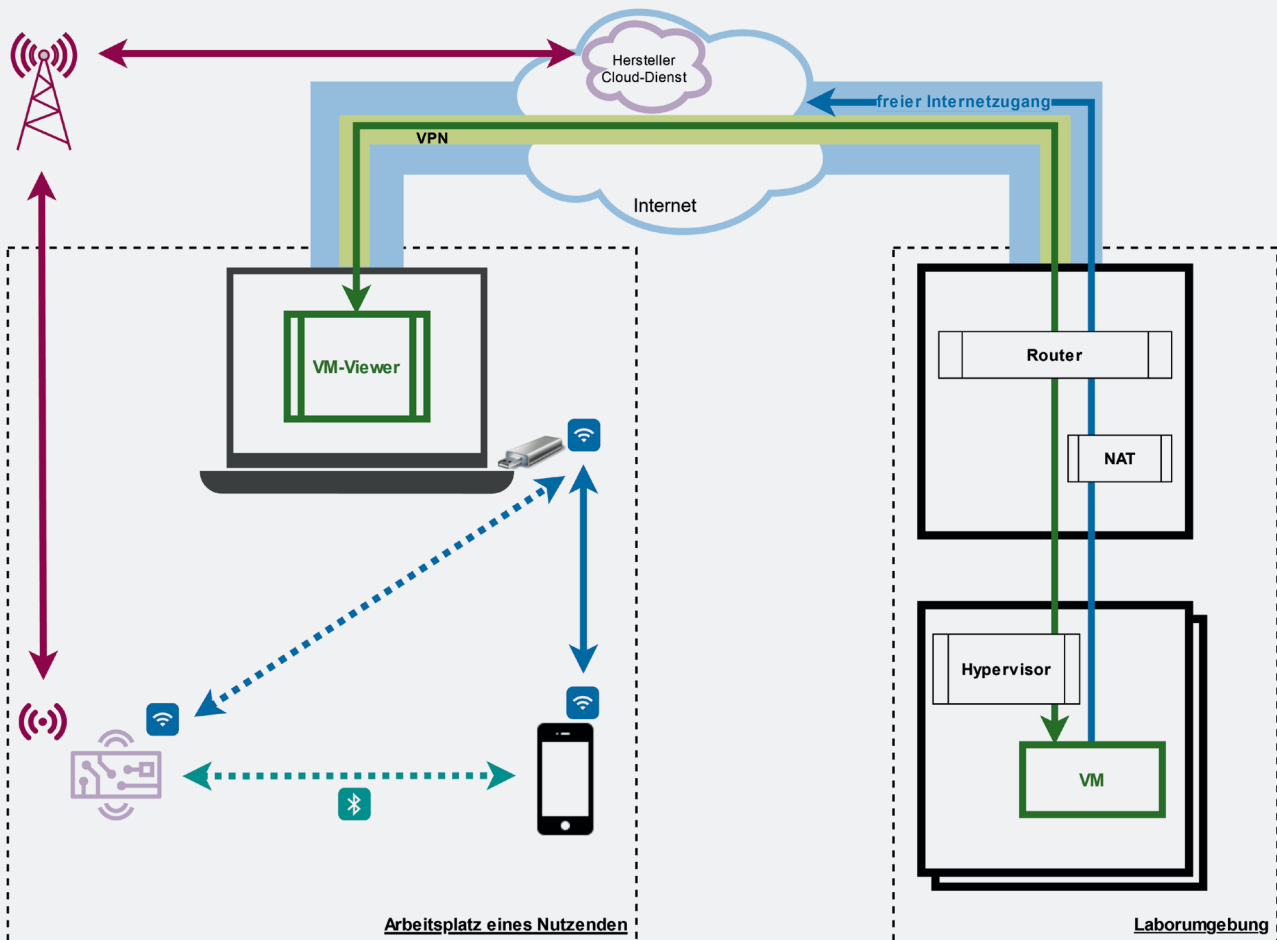 Hersteller
Cloud-Dienst
freier Internetzugang
VPN
Internet
VM-Viewer
Router
NAT
Hypervisor
VM
Arbeitsplatz eines Nutzenden
Laborumgebung